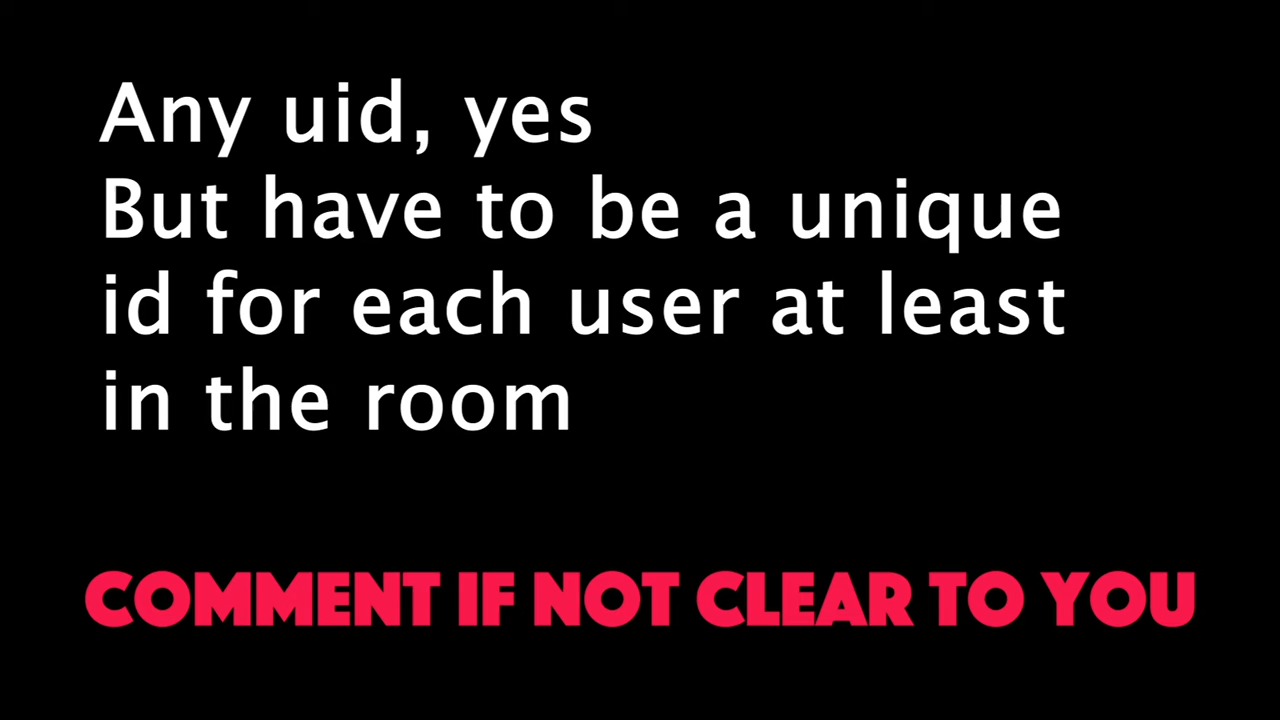 Any uid, yes
But have to be a unique
id for each user at least
in the room
COMMENT IF NOT CLEAR TO YOU